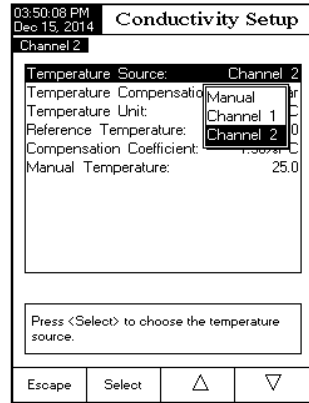 03:50:08 PM
Dec 15, 2014
Conductivity Setup
Channel 2
Temperature Source: Channel 2
Temperature
Manual
Channel 1
Channel 2
Temperature Unit: C
Reference Temperature: 0
Compensation Coefficient:
Manual Temperature: 25.0
Press <Select> to choose the temperature
source.
Escape Select △ ▽